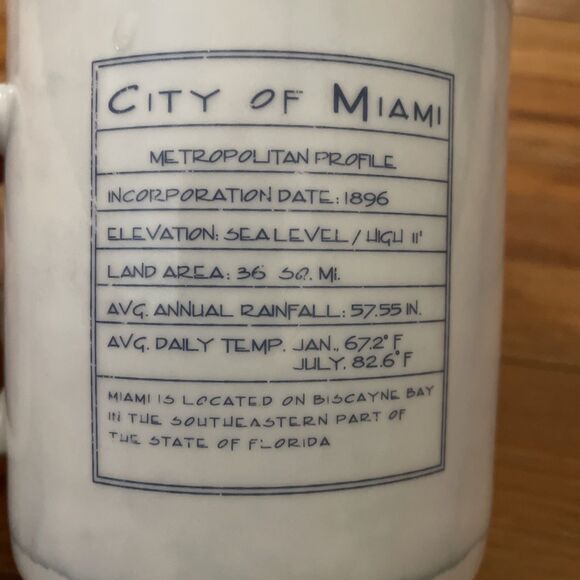 CITY OF MIAMI
METROPOLITAN PROFILE
INCORPORATION DATE: 1896
ELEVATION: SEA LEVEL / HIGH 11'
LAND AREA: 36 SQ. MI.
AVG. ANNUAL RAINFALL: 57.55 IN.
AVG. DAILY TEMP. JAN., 67.2° F
JULY, 82.6° F
MIAMI IS LOCATED ON BISCAYNE BAY
IN THE SOUTHEASTERN PART OF
THE STATE OF FLORIDA